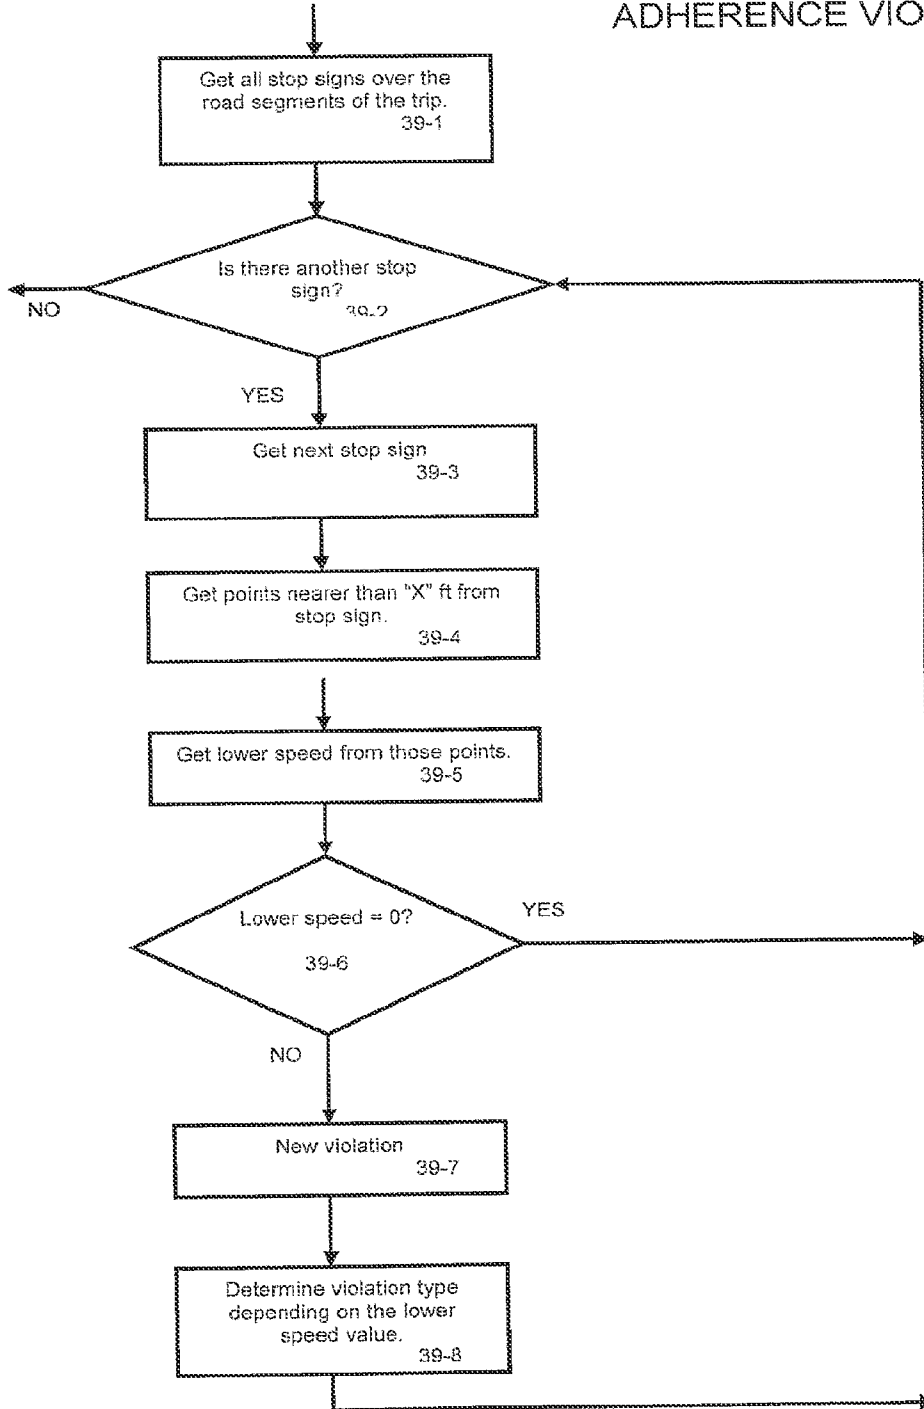 ADHERENCE VIO
Get all stop signs over the
road segments of the trip.
39-1
Is there another stop
sign?
39-2
NO
YES
Get next stop sign
39-3
Get points nearer than "X" ft from
stop sign.
39-4
Get lower speed from those points.
39-5
Lower speed = 0?
YES
39-6
NO
New violation
39-7
Determine violation type
depending on the lower
speed value.
39-8